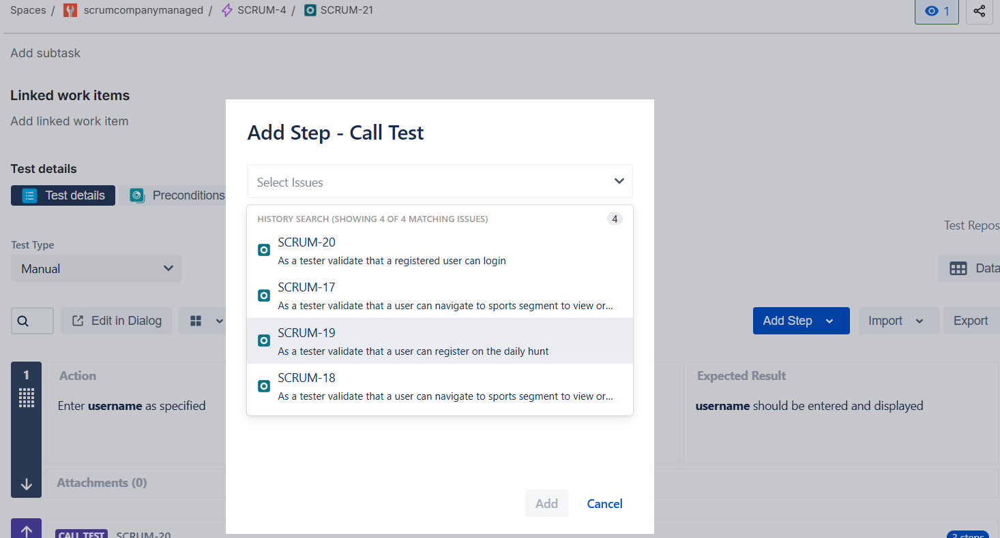 Spaces / scrumcompanymanaged / SCRUM-4 / SCRUM-21
1
Add subtask
Linked work items
Add linked work item
Test details
Test details Preconditions
Test Type
Manual
Test Repos
Data
Edit in Dialog
Add Step Import Export
1
Action
Enter username as specified
Expected Result
username should be entered and displayed
Attachments (0)
CALL TEST SCRUM-20
3 steps
Add Step - Call Test
Select Issues
HISTORY SEARCH (SHOWING 4 OF 4 MATCHING ISSUES) 4
SCRUM-20
As a tester validate that a registered user can login
SCRUM-17
As a tester validate that a user can navigate to sports segment to view or...
SCRUM-19
As a tester validate that a user can register on the daily hunt
SCRUM-18
As a tester validate that a user can navigate to sports segment to view or...
Add Cancel